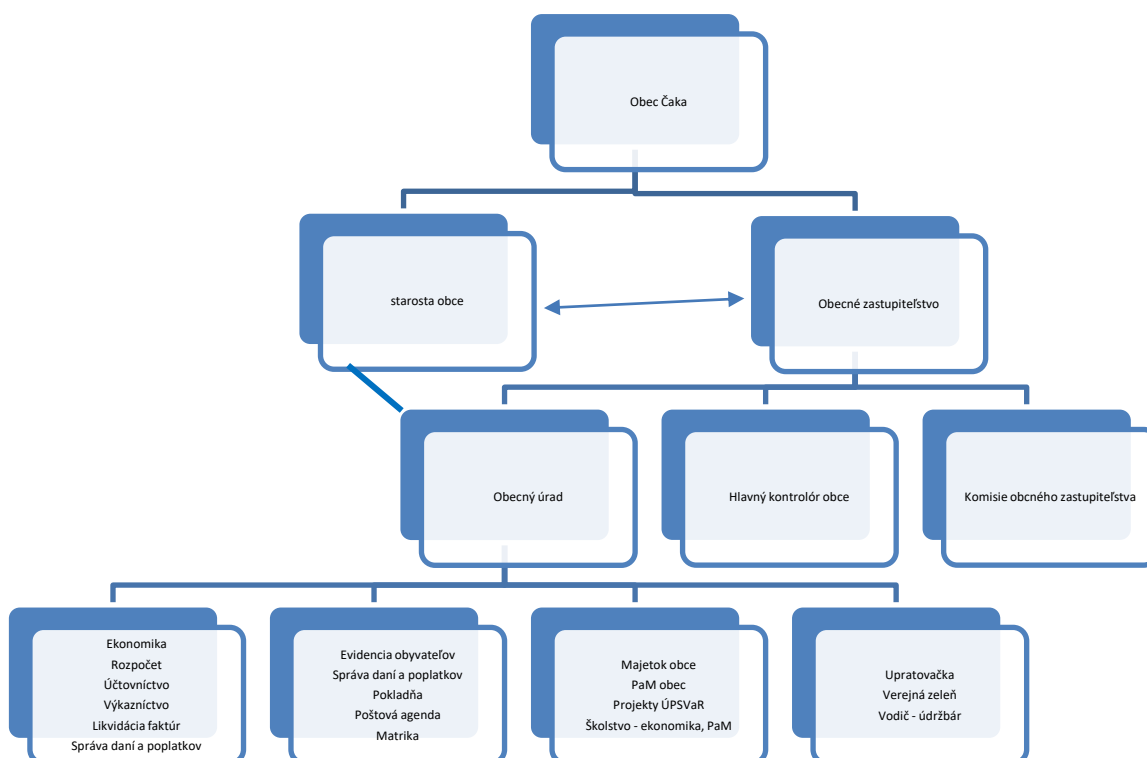 Obec Čaka
starosta obce
Obecné zastupiteľstvo
Obecný úrad
Hlavný kontrolór obce
Komisie obcného zastupiteľstva
Ekonomika
Rozpočet
Účtovníctvo
Výkazníctvo
Likvidácia faktúr
Správa daní a poplatkov
Evidencia obyvateľov
Správa daní a poplatkov
Pokladňa
Poštová agenda
Matrika
Majetok obce
PaM obec
Projekty ÚPSVaR
Školstvo - ekonomika, PaM
Upratovačka
Verejná zeleň
Vodič - údržbár